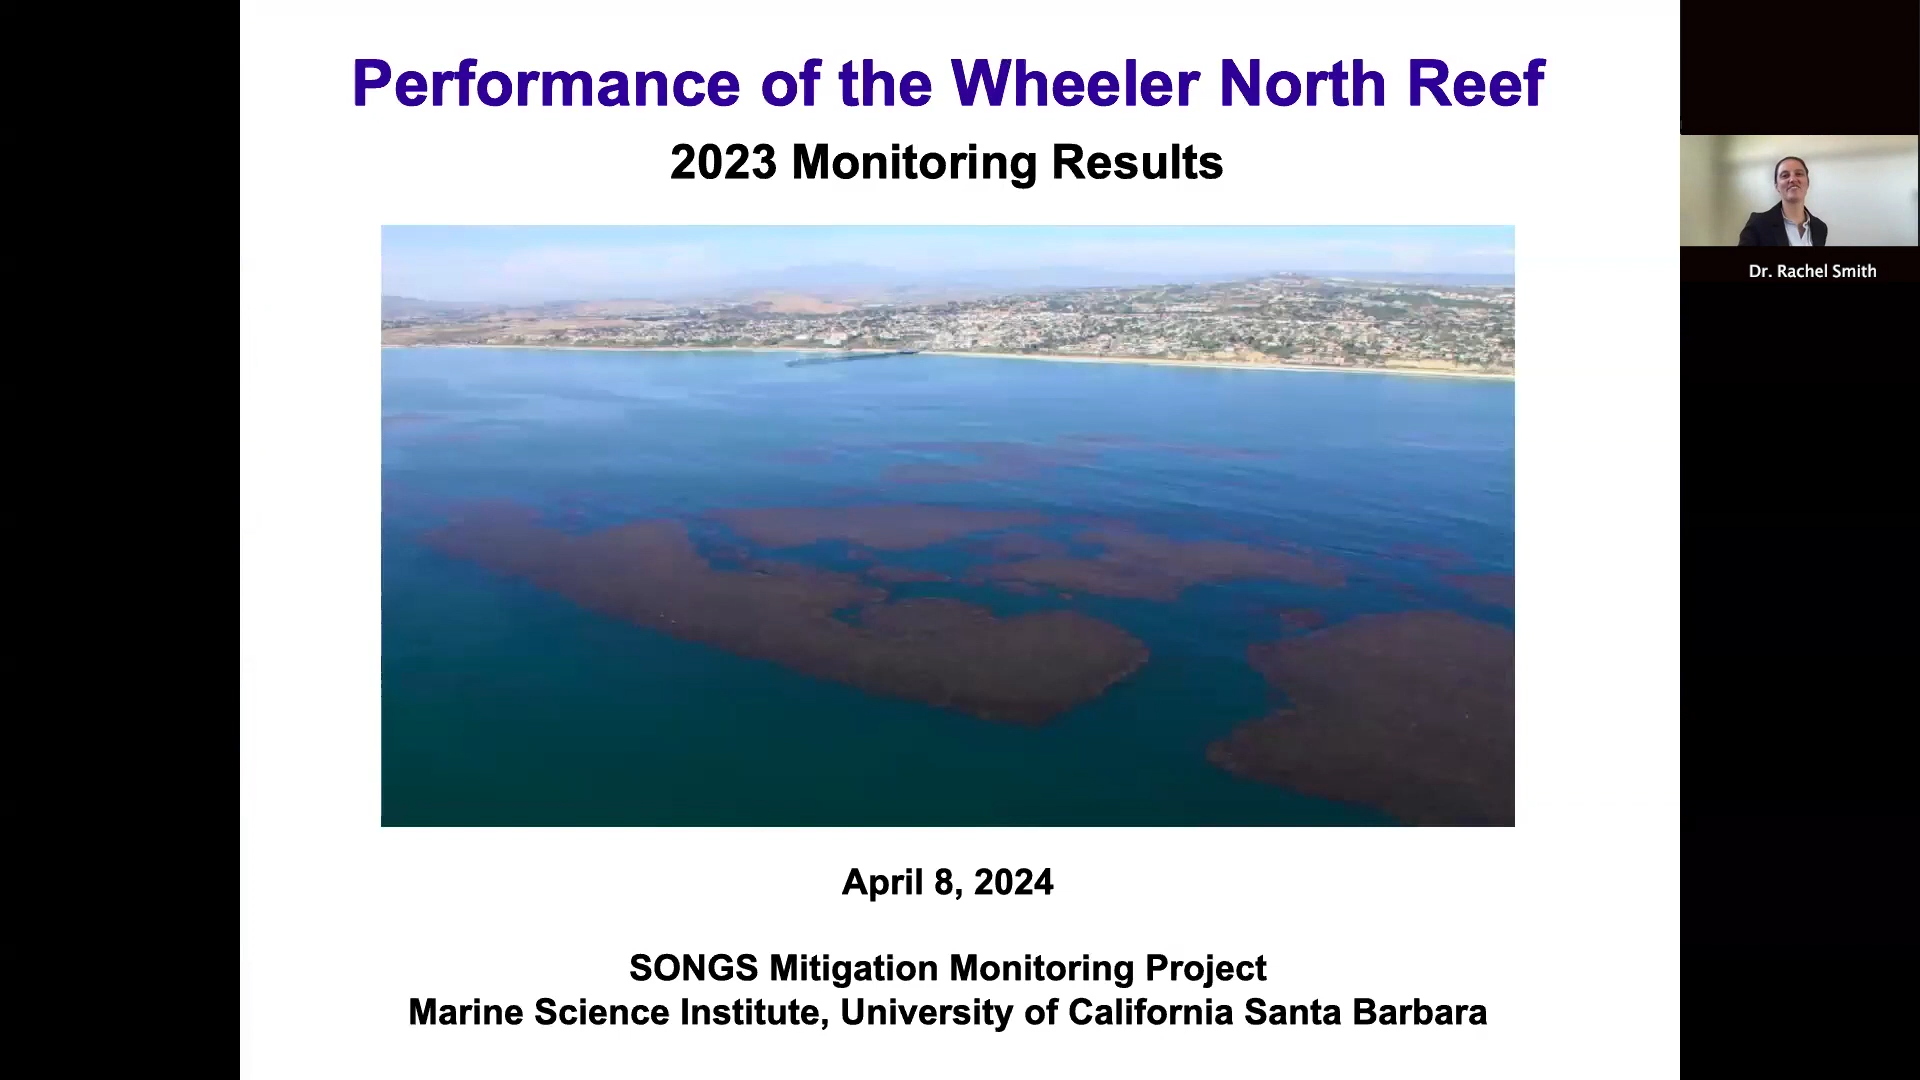 Performance of the Wheeler North Reef
2023 Monitoring Results
Dr. Rachel Smith
April 8, 2024
SONGS Mitigation Monitoring Project
Marine Science Institute, University of California Santa Barbara